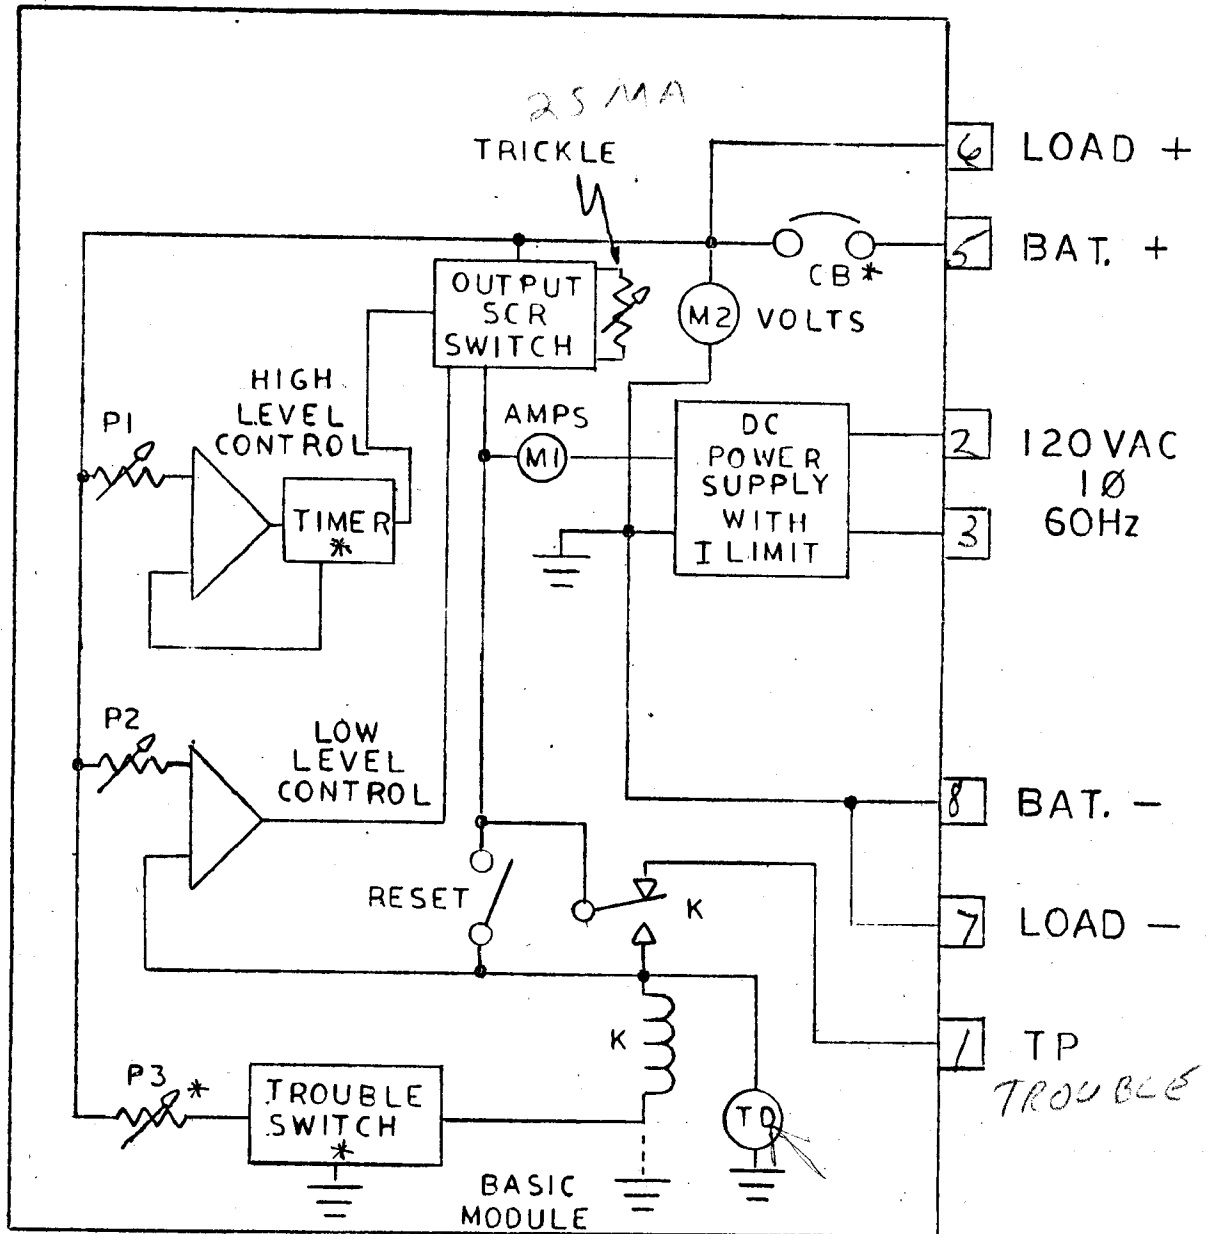 25 MA
TRICKLE
6 LOAD +
5 BAT. +
CB*
OUTPUT
SCR
SWITCH
M2 VOLTS
HIGH
LEVEL
CONTROL
P1
AMPS
M1
DC
POWER
SUPPLY
WITH
I LIMIT
2
120VAC
1Ø
60Hz
3
TIMER
*
P2
LOW
LEVEL
CONTROL
8 BAT. -
RESET
K
7 LOAD -
K
1 TP
TROUBLE
P3 *
TROUBLE
SWITCH
*
TD
BASIC
MODULE